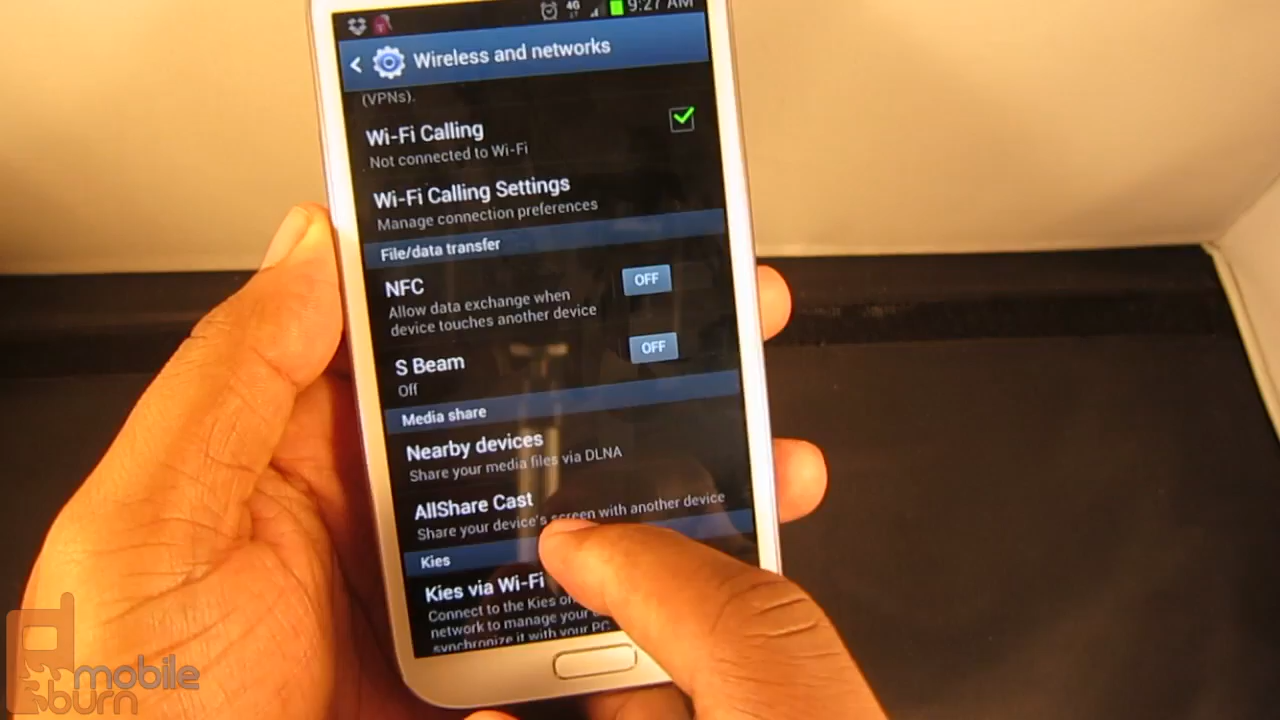 4G 9:27 AM
Wireless and networks
(VPNs).
Wi-Fi Calling
Not connected to Wi-Fi
Wi-Fi Calling Settings
Manage connection preferences
File/data transfer
NFC
OFF
Allow data exchange when
device touches another device
S Beam
OFF
Off
Media share
Nearby devices
Share your media files via DLNA
AllShare Cast
Share your device's screen with another device
Kies
Kies via Wi-Fi
Connect to the Kies on
network to manage your
synchronize it with your PC
mobile
burn